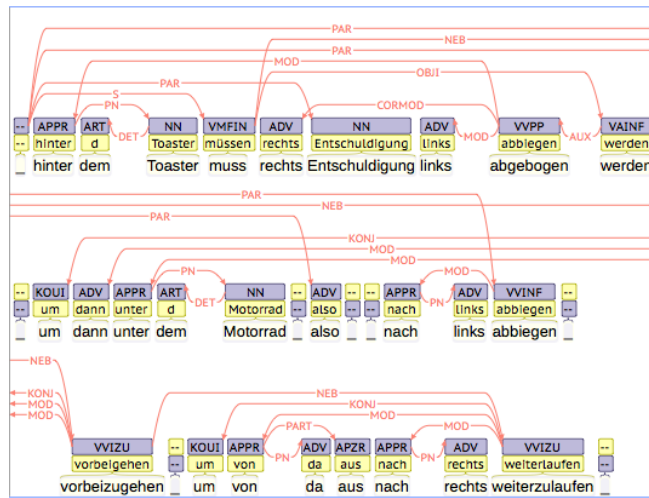 PAR
NEB
PAR
MOD
OBJI
PAR
CORMOD
S
PN
DET
MOD
AUX
-- APPR ART NN VMFIN ADV NN ADV VVPP VAINF
-- hinter d Toaster müssen rechts Entschuldigung links abbiegen werden
hinter dem Toaster muss rechts Entschuldigung links abgebogen werden
PAR
NEB
PAR
KONJ
MOD
MOD
PN
MOD
DET
PN
-- KOUI ADV APPR ART NN -- ADV -- -- APPR ADV VVINF --
-- um dann unter d Motorrad -- also -- -- nach links abbiegen --
um dann unter dem Motorrad also nach links abbiegen
NEB
NEB
KONJ
KONJ
MOD
MOD
MOD
PART
MOD
PN
PN
VVIZU -- KOUI APPR ADV APZR APPR ADV VVIZU --
vorbeigehen -- um von da aus nach rechts weiterlaufen --
vorbeizugehen um von da aus nach rechts weiterzulaufen